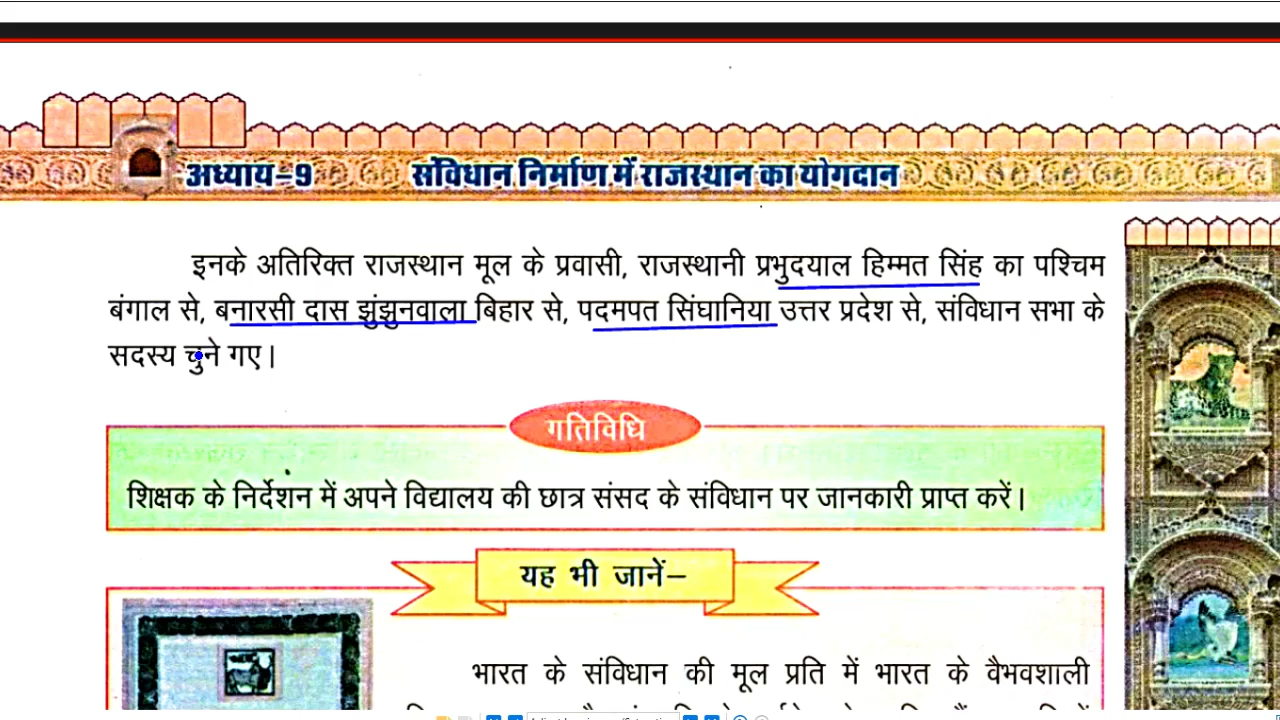 अध्याय–9 संविधान निर्माण में राजस्थान का योगदान
इनके अतिरिक्त राजस्थान मूल के प्रवासी, राजस्थानी प्रभुदयाल हिम्मत सिंह का पश्चिम
बंगाल से, बनारसी दास झुंझुनवाला बिहार से, पदमपत सिंघानिया उत्तर प्रदेश से, संविधान सभा के
सदस्य चुने गए।
गतिविधि
शिक्षक के निर्देशन में अपने विद्यालय की छात्र संसद के संविधान पर जानकारी प्राप्त करें।
यह भी जानें–
भारत के संविधान की मूल प्रति में भारत के वैभवशाली